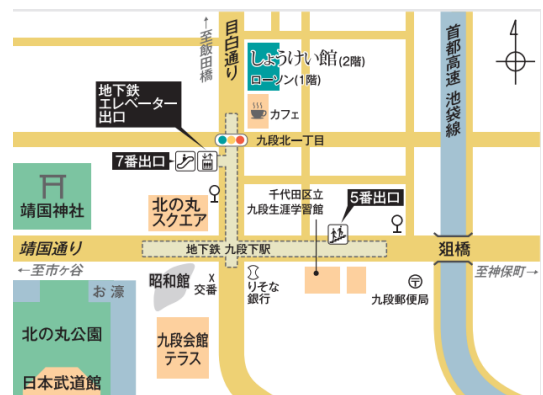 ↑至飯田橋
目白通り
首都高速 池袋線
4
しょうけい館(2階)
ローソン(1階)
カフェ
地下鉄
エレベーター
出口
九段北一丁目
7番出口
靖国神社
北の丸
スクエア
千代田区立
九段生涯学習館
5番出口
靖国通り
地下鉄 九段下駅
俎橋
←至市ヶ谷
至神保町→
お濠
昭和館
X
交番
りそな
銀行
九段郵便局
北の丸公園
九段会館
テラス
日本武道館